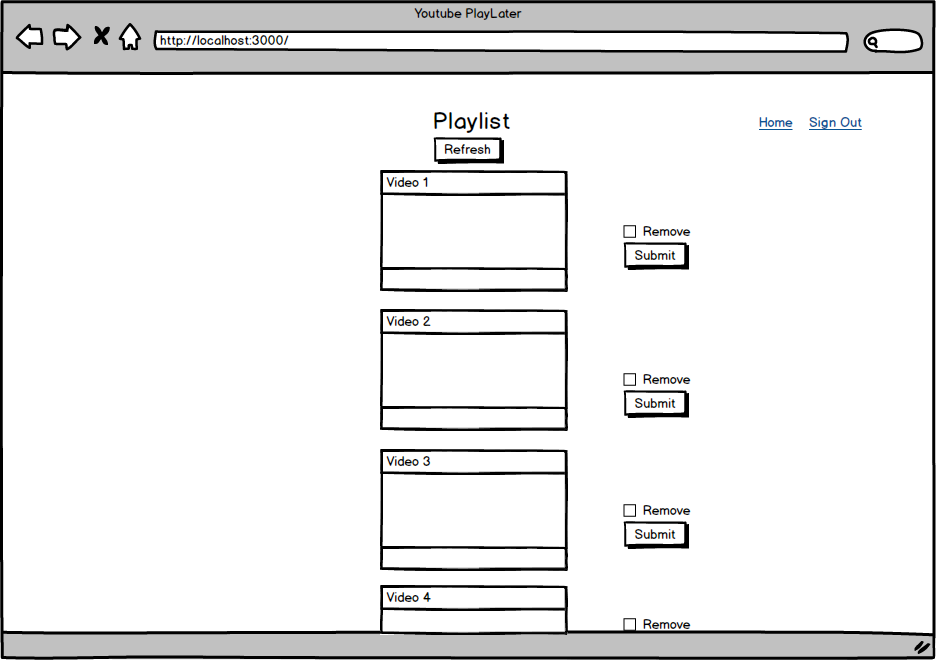 Youtube PlayLater
http://localhost:3000/
Playlist
Home Sign Out
Refresh
Video 1
Remove
Submit
Video 2
Remove
Submit
Video 3
Remove
Submit
Video 4
Remove